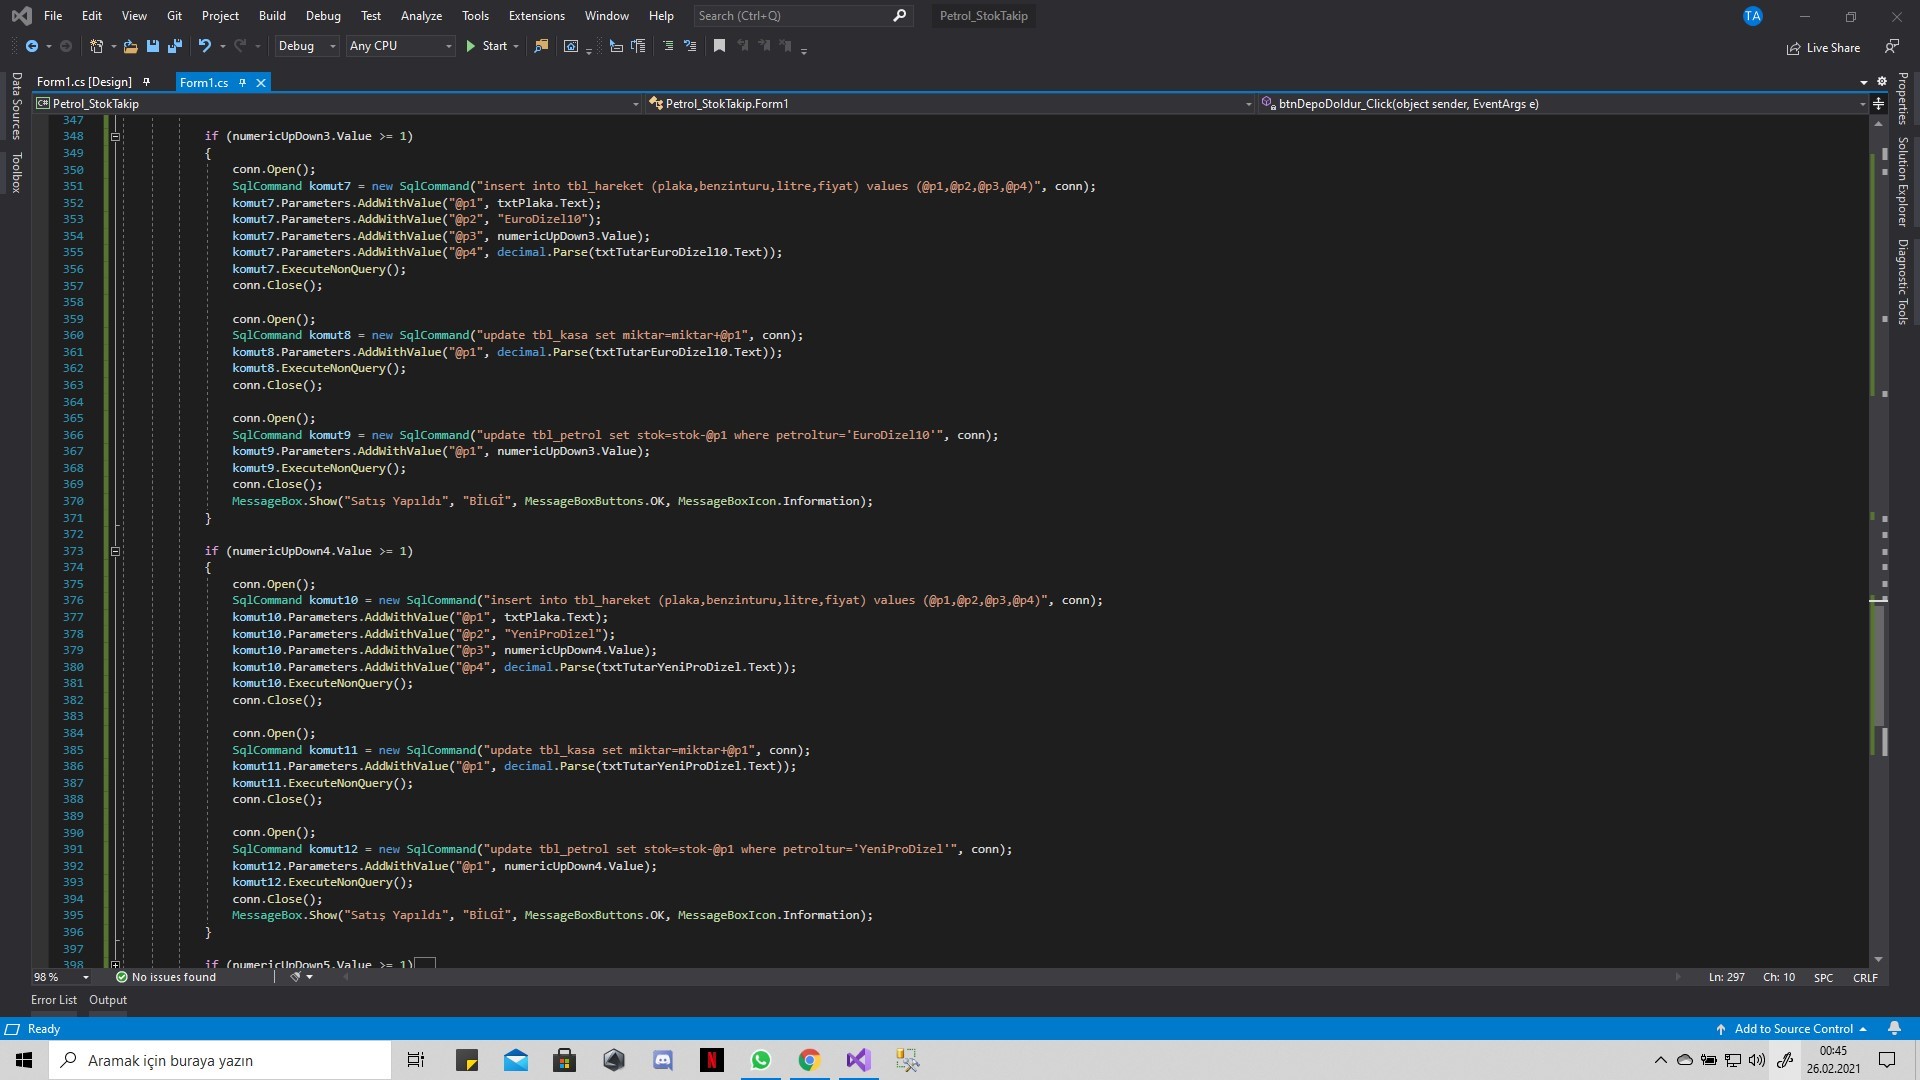 File Edit View Git Project Build Debug Test Analyze Tools Extensions Window Help Search (Ctrl+Q) Petrol_StokTakip TA
Debug Any CPU Start Live Share
Form1.cs [Design] Form1.cs
C# Petrol_StokTakip Petrol_StokTakip.Form1 btnDepoDoldur_Click(object sender, EventArgs e)
Data Sources
Toolbox
Properties
Solution Explorer
Diagnostic Tools
347
348 if (numericUpDown3.Value >= 1)
349 {
350 conn.Open();
351 SqlCommand komut7 = new SqlCommand("insert into tbl_hareket (plaka,benzinturu,litre,fiyat) values (@p1,@p2,@p3,@p4)", conn);
352 komut7.Parameters.AddWithValue("@p1", txtPlaka.Text);
353 komut7.Parameters.AddWithValue("@p2", "EuroDizel10");
354 komut7.Parameters.AddWithValue("@p3", numericUpDown3.Value);
355 komut7.Parameters.AddWithValue("@p4", decimal.Parse(txtTutarEuroDizel10.Text));
356 komut7.ExecuteNonQuery();
357 conn.Close();
358
359 conn.Open();
360 SqlCommand komut8 = new SqlCommand("update tbl_kasa set miktar=miktar+@p1", conn);
361 komut8.Parameters.AddWithValue("@p1", decimal.Parse(txtTutarEuroDizel10.Text));
362 komut8.ExecuteNonQuery();
363 conn.Close();
364
365 conn.Open();
366 SqlCommand komut9 = new SqlCommand("update tbl_petrol set stok=stok-@p1 where petroltur='EuroDizel10'", conn);
367 komut9.Parameters.AddWithValue("@p1", numericUpDown3.Value);
368 komut9.ExecuteNonQuery();
369 conn.Close();
370 MessageBox.Show("Satış Yapıldı", "BİLGİ", MessageBoxButtons.OK, MessageBoxIcon.Information);
371 }
372
373 if (numericUpDown4.Value >= 1)
374 {
375 conn.Open();
376 SqlCommand komut10 = new SqlCommand("insert into tbl_hareket (plaka,benzinturu,litre,fiyat) values (@p1,@p2,@p3,@p4)", conn);
377 komut10.Parameters.AddWithValue("@p1", txtPlaka.Text);
378 komut10.Parameters.AddWithValue("@p2", "YeniProDizel");
379 komut10.Parameters.AddWithValue("@p3", numericUpDown4.Value);
380 komut10.Parameters.AddWithValue("@p4", decimal.Parse(txtTutarYeniProDizel.Text));
381 komut10.ExecuteNonQuery();
382 conn.Close();
383
384 conn.Open();
385 SqlCommand komut11 = new SqlCommand("update tbl_kasa set miktar=miktar+@p1", conn);
386 komut11.Parameters.AddWithValue("@p1", decimal.Parse(txtTutarYeniProDizel.Text));
387 komut11.ExecuteNonQuery();
388 conn.Close();
389
390 conn.Open();
391 SqlCommand komut12 = new SqlCommand("update tbl_petrol set stok=stok-@p1 where petroltur='YeniProDizel'", conn);
392 komut12.Parameters.AddWithValue("@p1", numericUpDown4.Value);
393 komut12.ExecuteNonQuery();
394 conn.Close();
395 MessageBox.Show("Satış Yapıldı", "BİLGİ", MessageBoxButtons.OK, MessageBoxIcon.Information);
396 }
397
398 if (numericUpDown5.Value >= 1)
98 % No issues found Ln: 297 Ch: 10 SPC CRLF
Error List Output
Ready Add to Source Control
Aramak için buraya yazın
N
00:45
26.02.2021